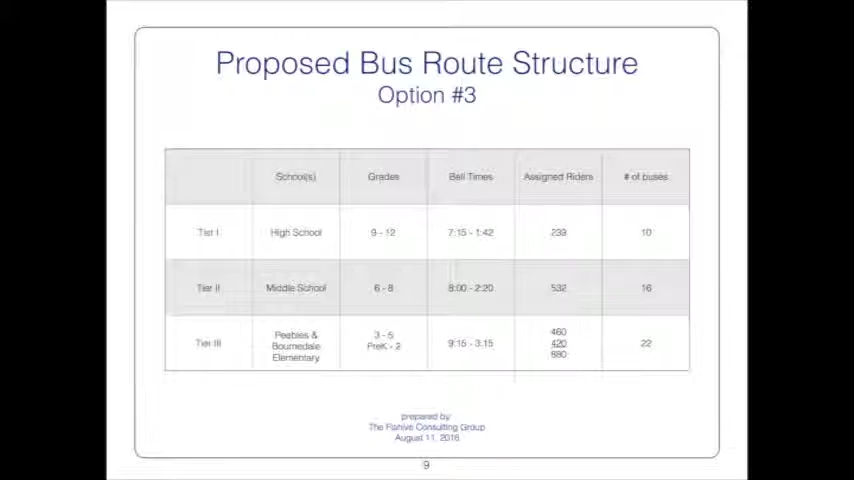 Proposed Bus Route Structure
Option #3
School(s) Grades Bell Times Assigned Riders # of buses
Tier I High School 9 - 12 7:15 - 1:42 239 10
Tier II Middle School 6 - 8 8:00 - 2:20 532 16
Tier III Peebles & Bournedale Elementary 3 - 5 PreK - 2 9:15 - 3:15 460 420 880 22
prepared by:
The Consulting Group
August 11, 2016
9